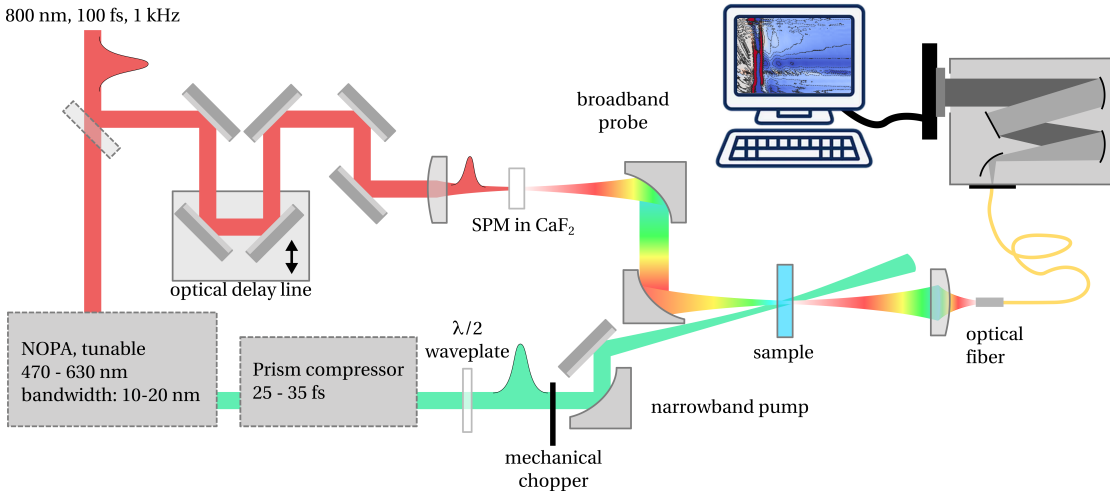 800 nm, 100 fs, 1 kHz
broadband
probe
SPM in CaF₂
optical delay line
λ/2
waveplate
NOPA, tunable
470 - 630 nm
bandwidth: 10-20 nm
Prism compressor
25 - 35 fs
sample
optical
fiber
narrowband pump
mechanical
chopper